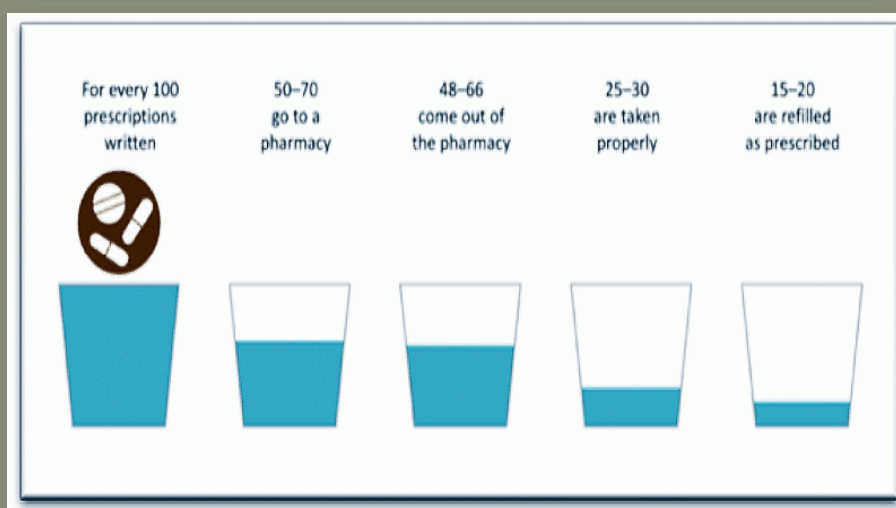 For every 100
prescriptions
written
50–70
go to a
pharmacy
48–66
come out of
the pharmacy
25–30
are taken
properly
15–20
are refilled
as prescribed